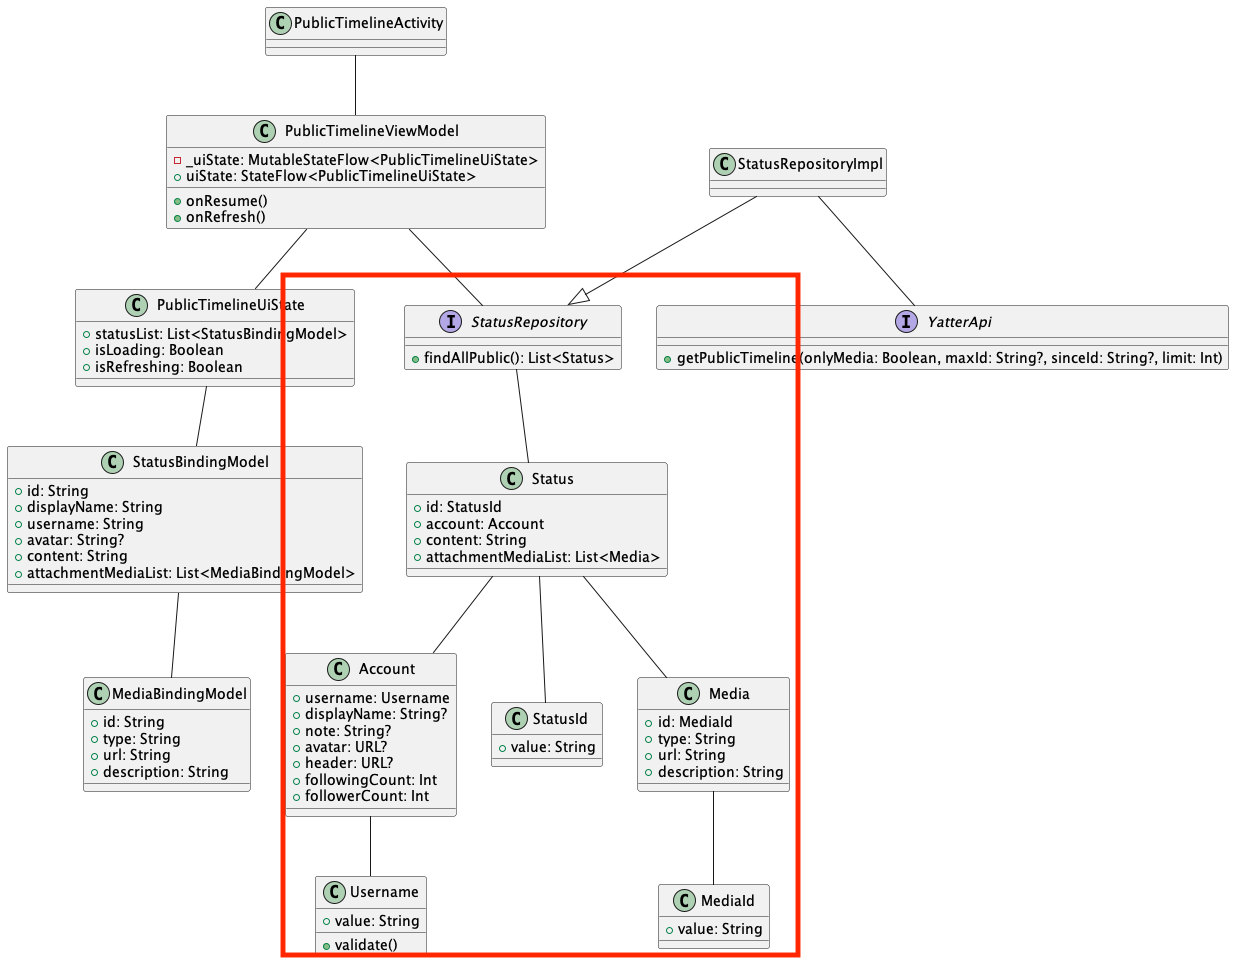 C PublicTimelineActivity
C PublicTimelineViewModel
_uiState: MutableStateFlow<PublicTimelineUiState>
uiState: StateFlow<PublicTimelineUiState>
onResume()
onRefresh()
C StatusRepositoryImpl
C PublicTimelineUiState
statusList: List<StatusBindingModel>
isLoading: Boolean
isRefreshing: Boolean
I StatusRepository
findAllPublic(): List<Status>
I YatterApi
getPublicTimeline(onlyMedia: Boolean, maxId: String?, sinceId: String?, limit: Int)
C StatusBindingModel
id: String
displayName: String
username: String
avatar: String?
content: String
attachmentMediaList: List<MediaBindingModel>
C Status
id: StatusId
account: Account
content: String
attachmentMediaList: List<Media>
C MediaBindingModel
id: String
type: String
url: String
description: String
C Account
username: Username
displayName: String?
note: String?
avatar: URL?
header: URL?
followingCount: Int
followerCount: Int
C StatusId
value: String
C Media
id: MediaId
type: String
url: String
description: String
C Username
value: String
validate()
C MediaId
value: String